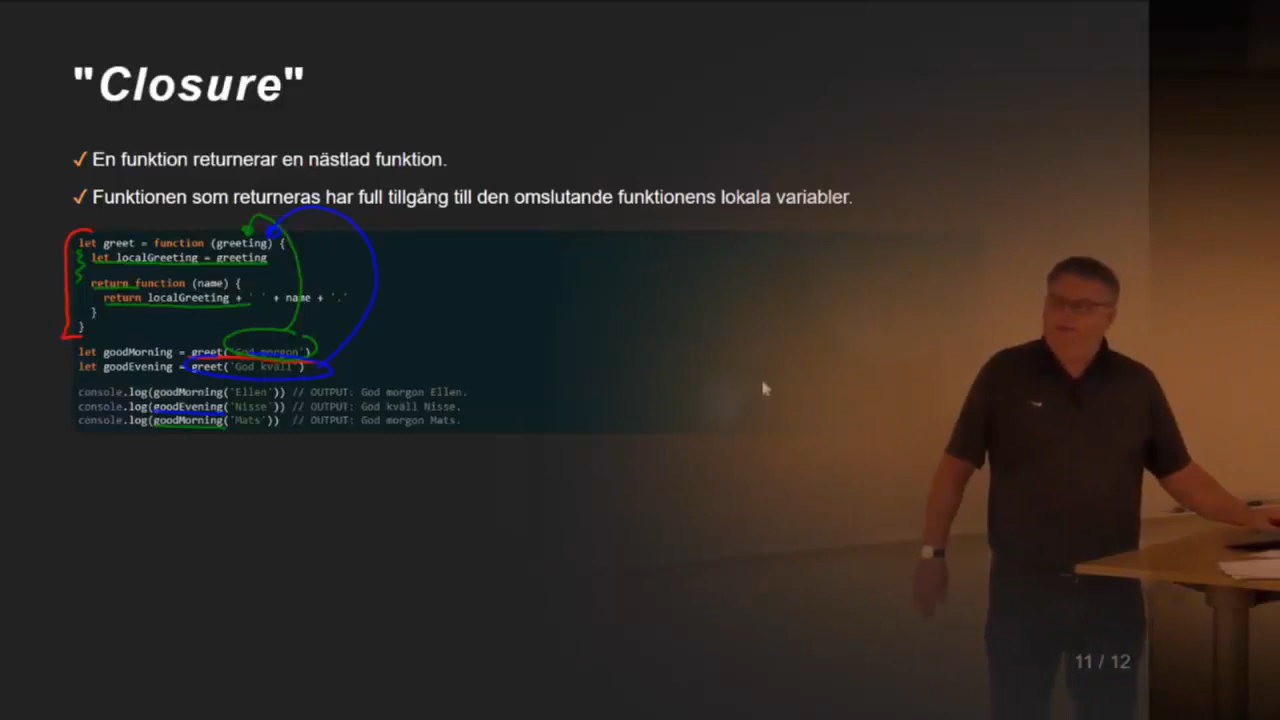 "Closure"
✓ En funktion returnerar en nästlad funktion.
✓ Funktionen som returneras har full tillgång till den omslutande funktionens lokala variabler.
let greet = function (greeting) {
let localGreeting = greeting
return function (name) {
return localGreeting + ' ' + name + '.'
}
}
let goodMorning = greet('God morgon')
let goodEvening = greet('God kväll')
console.log(goodMorning('Ellen')) // OUTPUT: God morgon Ellen.
console.log(goodEvening('Nisse')) // OUTPUT: God kväll Nisse.
console.log(goodMorning('Mats')) // OUTPUT: God morgon Mats.
11 / 12